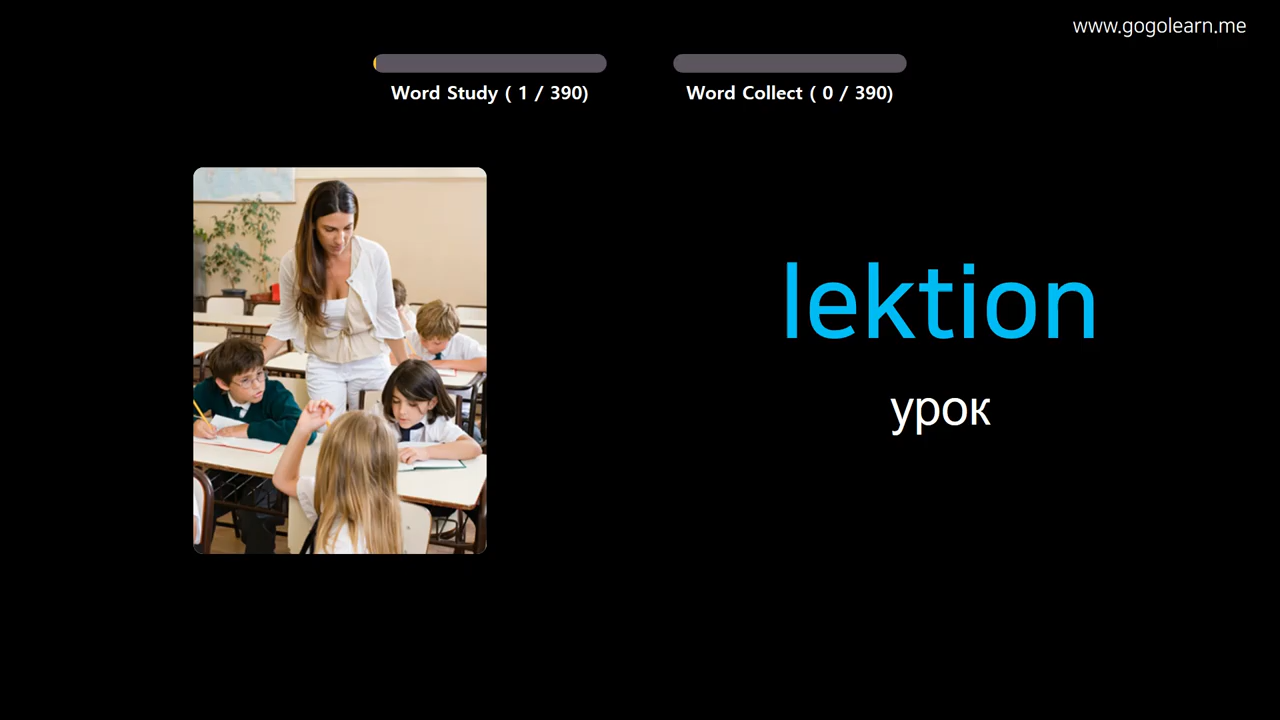 www.gogolearn.me
Word Study ( 1 / 390)
Word Collect ( 0 / 390)
lektion
урок